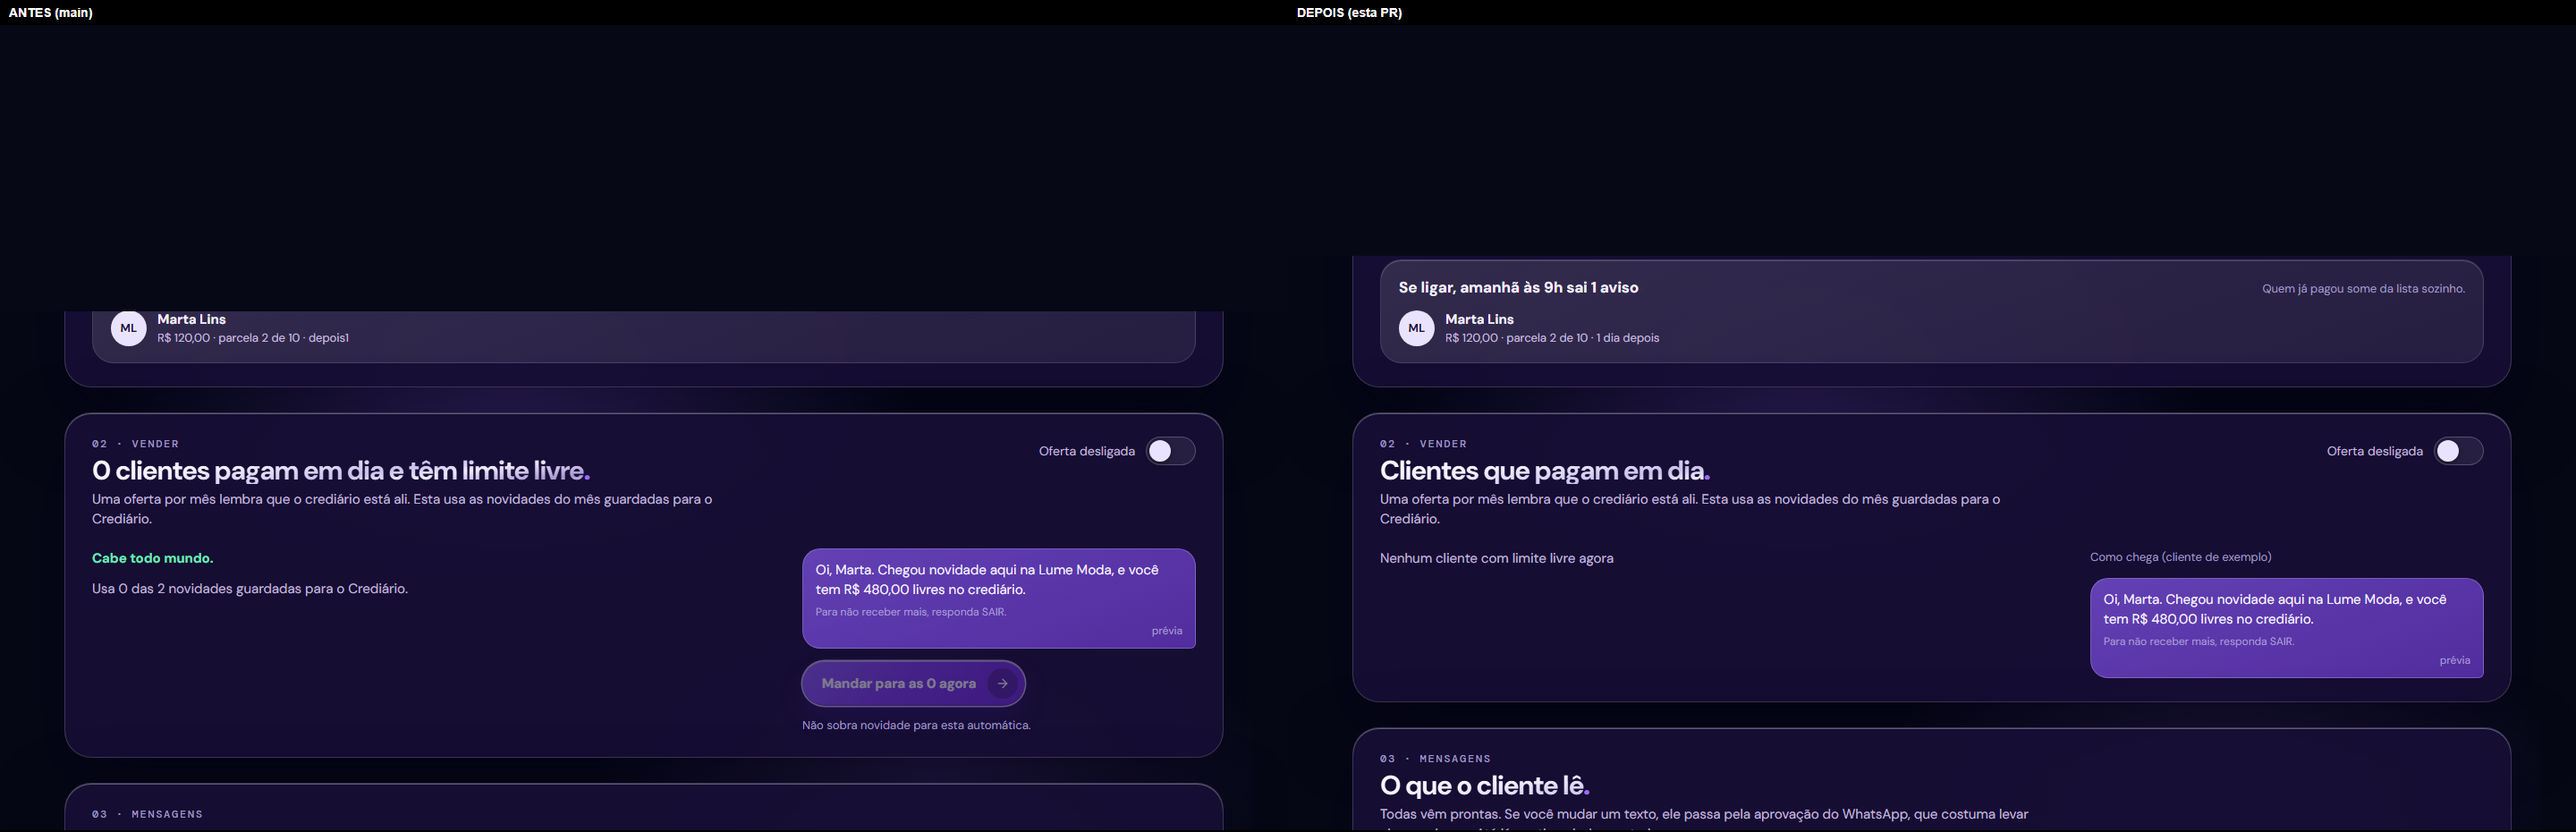 ANTES (main)
ML
Marta Lins
R$ 120,00 · parcela 2 de 10 · depois1
02 · VENDER
0 clientes pagam em dia e têm limite livre.
Oferta desligada
Uma oferta por mês lembra que o crediário está ali. Esta usa as novidades do mês guardadas para o
Crediário.
Cabe todo mundo.
Usa 0 das 2 novidades guardadas para o Crediário.
Oi, Marta. Chegou novidade aqui na Lume Moda, e você
tem R$ 480,00 livres no crediário.
Para não receber mais, responda SAIR.
prévia
Mandar para as 0 agora
Não sobra novidade para esta automática.
03 · MENSAGENS
DEPOIS (esta PR)
Se ligar, amanhã às 9h sai 1 aviso
Quem já pagou some da lista sozinho.
ML
Marta Lins
R$ 120,00 · parcela 2 de 10 · 1 dia depois
02 · VENDER
Clientes que pagam em dia.
Oferta desligada
Uma oferta por mês lembra que o crediário está ali. Esta usa as novidades do mês guardadas para o
Crediário.
Nenhum cliente com limite livre agora
Como chega (cliente de exemplo)
Oi, Marta. Chegou novidade aqui na Lume Moda, e você
tem R$ 480,00 livres no crediário.
Para não receber mais, responda SAIR.
prévia
03 · MENSAGENS
O que o cliente lê.
Todas vêm prontas. Se você mudar um texto, ele passa pela aprovação do WhatsApp, que costuma levar